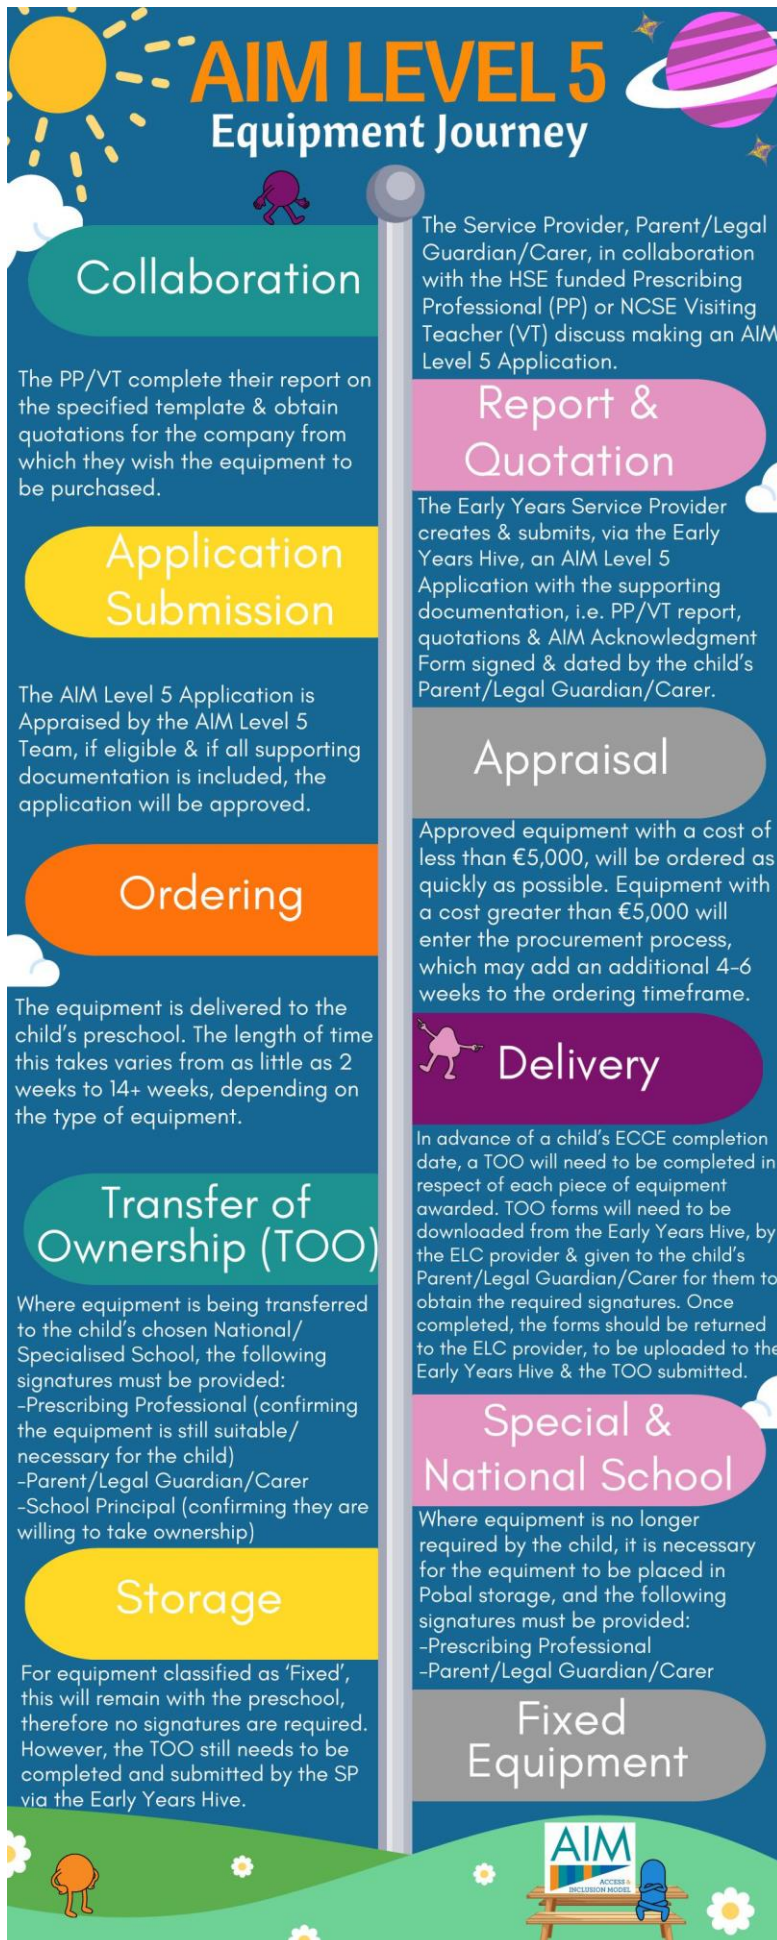 AIM LEVEL 5
Equipment Journey
Collaboration
The Service Provider, Parent/Legal
Guardian/Carer, in collaboration
with the HSE funded Prescribing
Professional (PP) or NCSE Visiting
Teacher (VT) discuss making an AIM
Level 5 Application.
Report &
Quotation
The PP/VT complete their report on
the specified template & obtain
quotations for the company from
which they wish the equipment to
be purchased.
Application
Submission
The Early Years Service Provider
creates & submits, via the Early
Years Hive, an AIM Level 5
Application with the supporting
documentation, i.e. PP/VT report,
quotations & AIM Acknowledgment
Form signed & dated by the child's
Parent/Legal Guardian/Carer.
Appraisal
The AIM Level 5 Application is
Appraised by the AIM Level 5
Team, if eligible & if all supporting
documentation is included, the
application will be approved.
Ordering
Approved equipment with a cost of
less than €5,000, will be ordered as
quickly as possible. Equipment with
a cost greater than €5,000 will
enter the procurement process,
which may add an additional 4-6
weeks to the ordering timeframe.
Delivery
The equipment is delivered to the
child's preschool. The length of time
this takes varies from as little as 2
weeks to 14+ weeks, depending on
the type of equipment.
Transfer of
Ownership (TOO)
In advance of a child's ECCE completion
date, a TOO will need to be completed in
respect of each piece of equipment
awarded. TOO forms will need to be
downloaded from the Early Years Hive, by
the ELC provider & given to the child's
Parent/Legal Guardian/Carer for them to
obtain the required signatures. Once
completed, the forms should be returned
to the ELC provider, to be uploaded to the
Early Years Hive & the TOO submitted.
Special &
National School
Where equipment is being transferred
to the child's chosen National/
Specialised School, the following
signatures must be provided:
-Prescribing Professional (confirming
the equipment is still suitable/
necessary for the child)
-Parent/Legal Guardian/Carer
-School Principal (confirming they are
willing to take ownership)
Storage
Where equipment is no longer
required by the child, it is necessary
for the equiment to be placed in
Pobal storage, and the following
signatures must be provided:
-Prescribing Professional
-Parent/Legal Guardian/Carer
Fixed
Equipment
For equipment classified as 'Fixed',
this will remain with the preschool,
therefore no signatures are required.
However, the TOO still needs to be
completed and submitted by the SP
via the Early Years Hive.
AIM
ACCESS &
INCLUSION MODEL